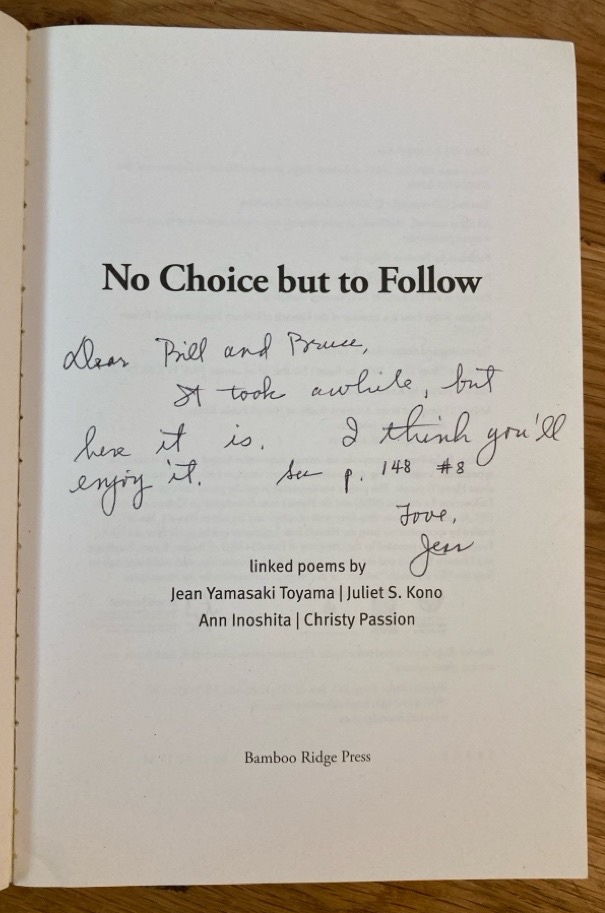 No Choice but to Follow
Dear Bill and Bruce,
It took awhile, but
here it is. I think you'll
enjoy it. See p. 148 #8
Love,
Jean
linked poems by
Jean Yamasaki Toyama | Juliet S. Kono
Ann Inoshita | Christy Passion
Bamboo Ridge Press